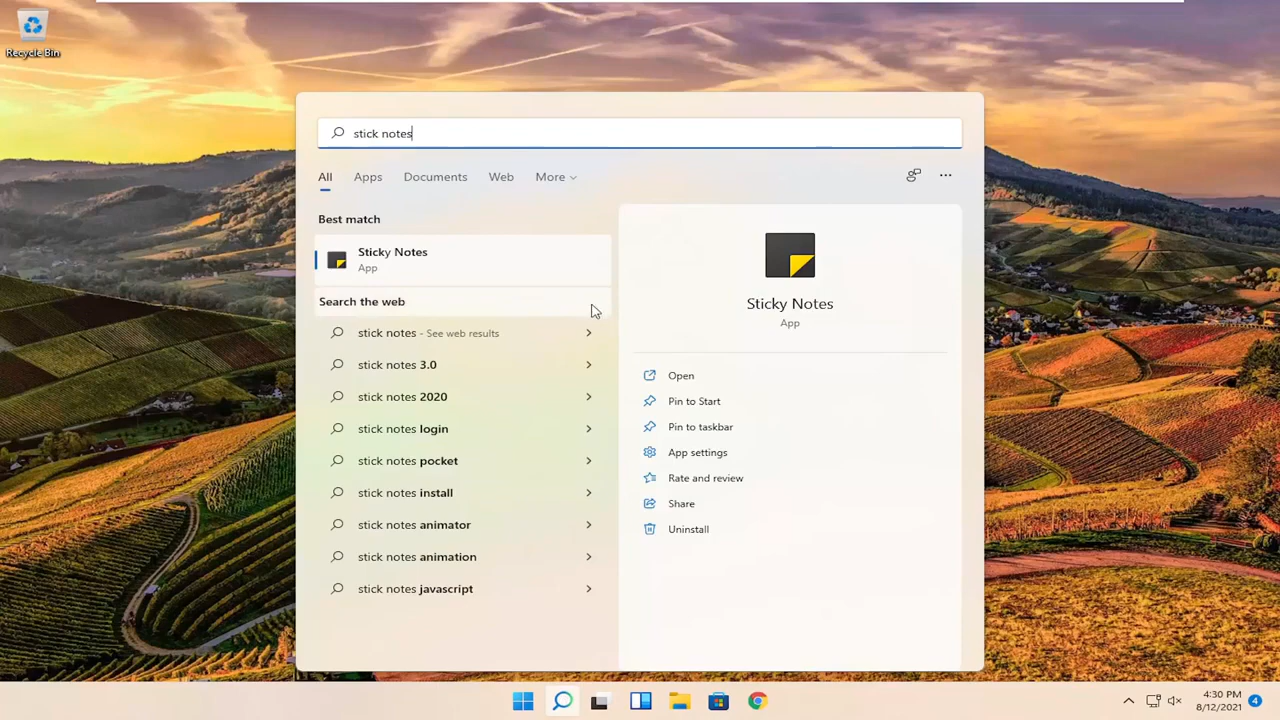 Recycle Bin
stick notes
All Apps Documents Web More
Best match
Sticky Notes
App
Search the web
stick notes - See web results
stick notes 3.0
stick notes 2020
stick notes login
stick notes pocket
stick notes install
stick notes animator
stick notes animation
stick notes javascript
Sticky Notes
App
Open
Pin to Start
Pin to taskbar
App settings
Rate and review
Share
Uninstall
4:30 PM
8/12/2021
4